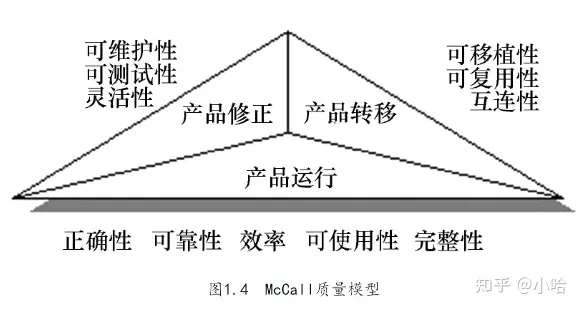 可维护性
可测试性
灵活性
可移植性
可复用性
互连性
产品修正
产品转移
产品运行
正确性 可靠性 效率 可使用性 完整性
知乎 @小哈
图1.4 McCall质量模型